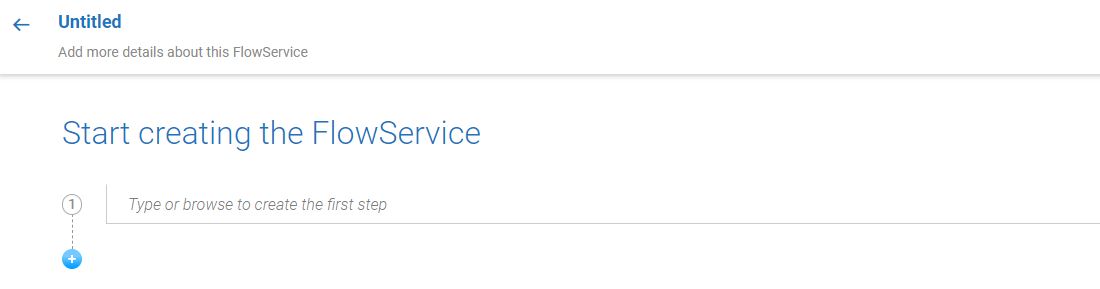 Untitled
Add more details about this FlowService
Start creating the FlowService
1
Type or browse to create the first step